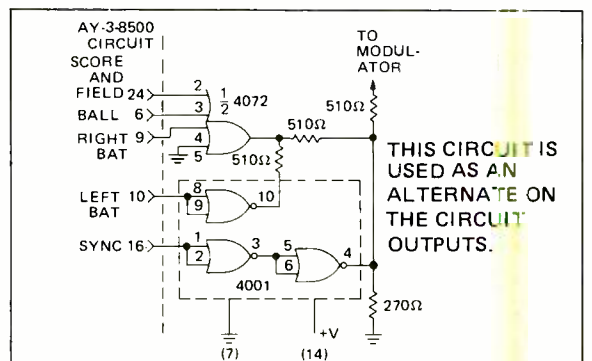 AY-3-8500
CIRCUIT
SCORE
AND
FIELD 24
BALL 6
RIGHT 9
BAT
2
3
4
5
1/2 4072
TO
MODUL-
ATOR
510Ω
510Ω
510Ω
THIS CIRCUIT IS
USED AS AN
ALTERNATE ON
THE CIRCUIT
OUTPUTS.
LEFT 10
BAT
8
9
10
SYNC 16
1
2
3
5
6
4
4001
270Ω
+V
(7)
(14)